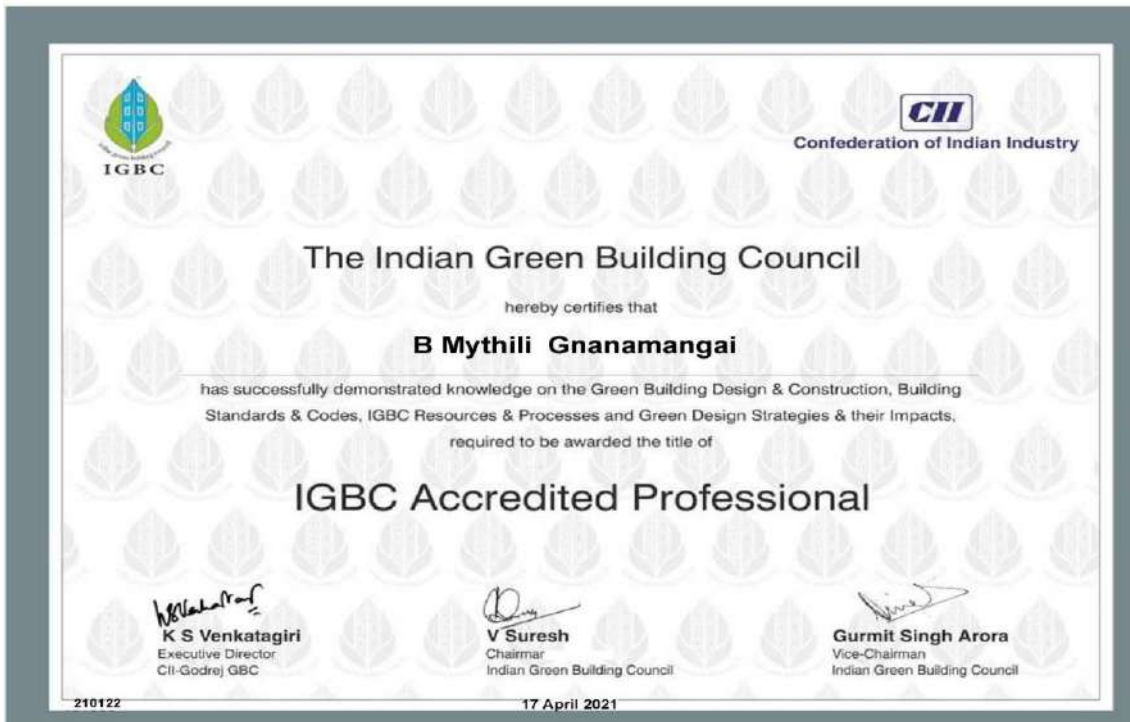 IGBC
CII
Confederation of Indian Industry
The Indian Green Building Council
hereby certifies that
B Mythili Gnanamangai
has successfully demonstrated knowledge on the Green Building Design & Construction, Building
Standards & Codes, IGBC Resources & Processes and Green Design Strategies & their Impacts,
required to be awarded the title of
IGBC Accredited Professional
K S Venkatagiri
Executive Director
CII-Godrej GBC
V Suresh
Chairman
Indian Green Building Council
Gurmit Singh Arora
Vice-Chairman
Indian Green Building Council
210122
17 April 2021